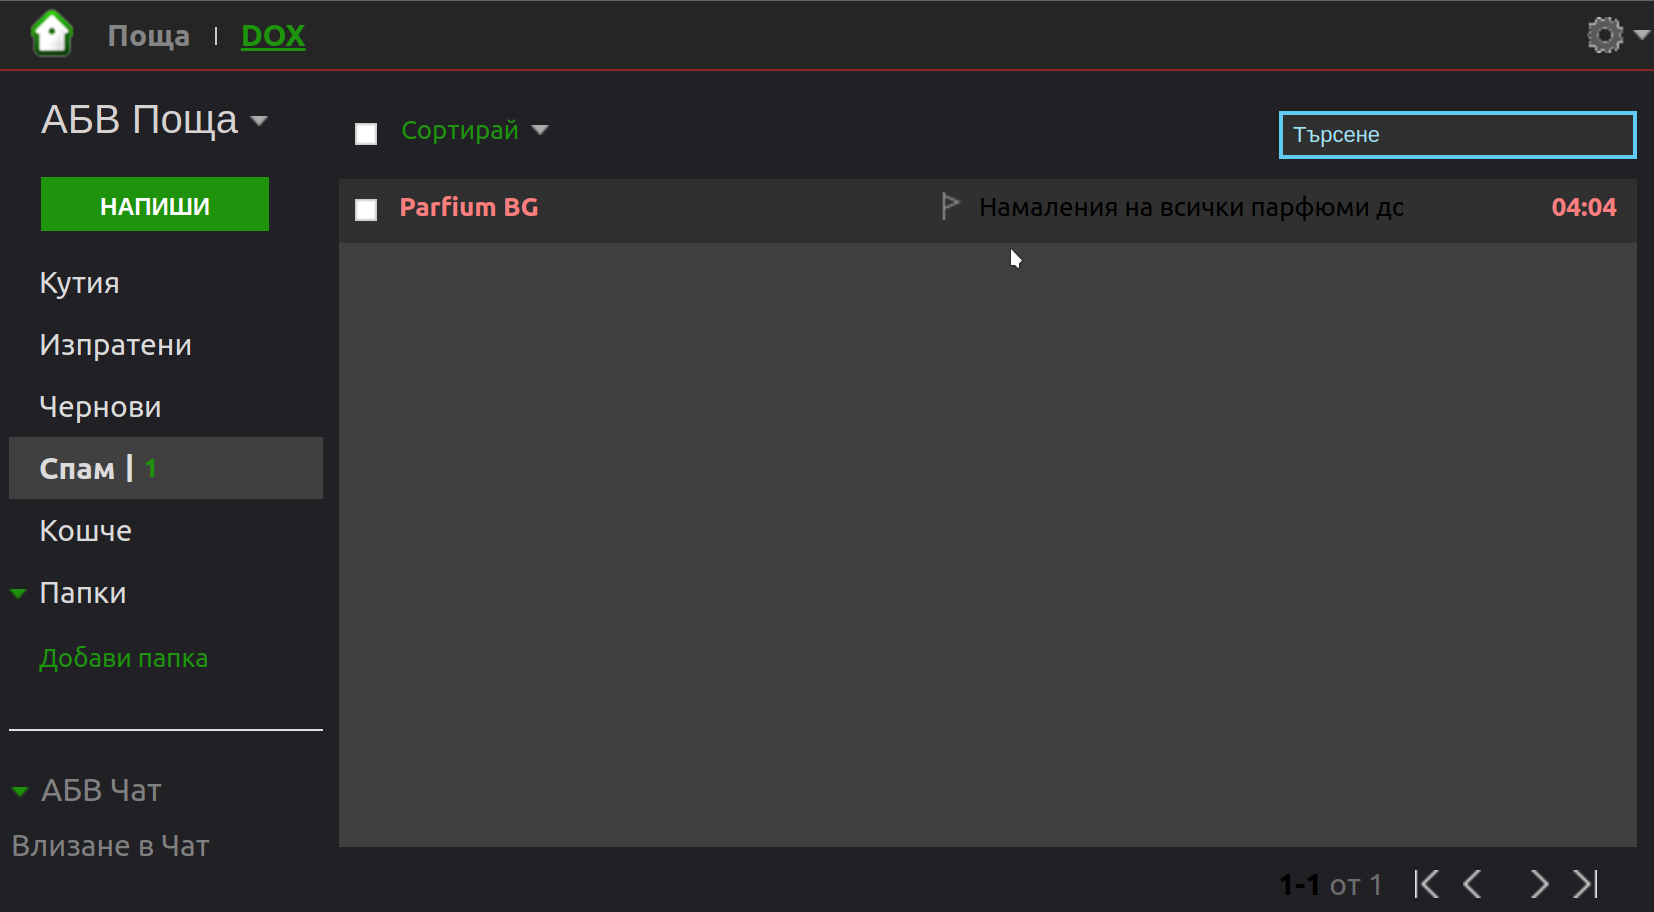 Поща | DOX
АБВ Поща
Сортирай
Търсене
НАПИШИ
Parfium BG Намаления на всички парфюми дс 04:04
Кутия
Изпратени
Чернови
Спам | 1
Кошче
Папки
Добави папка
АБВ Чат
Влизане в Чат
1-1 от 1